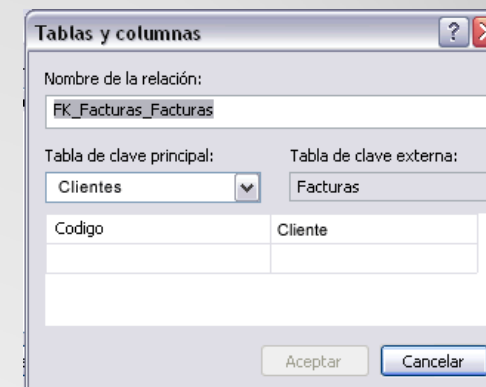 Tablas y columnas
Nombre de la relación:
FK_Facturas_Facturas
Tabla de clave principal: Tabla de clave externa:
Clientes Facturas
Codigo Cliente
Aceptar Cancelar